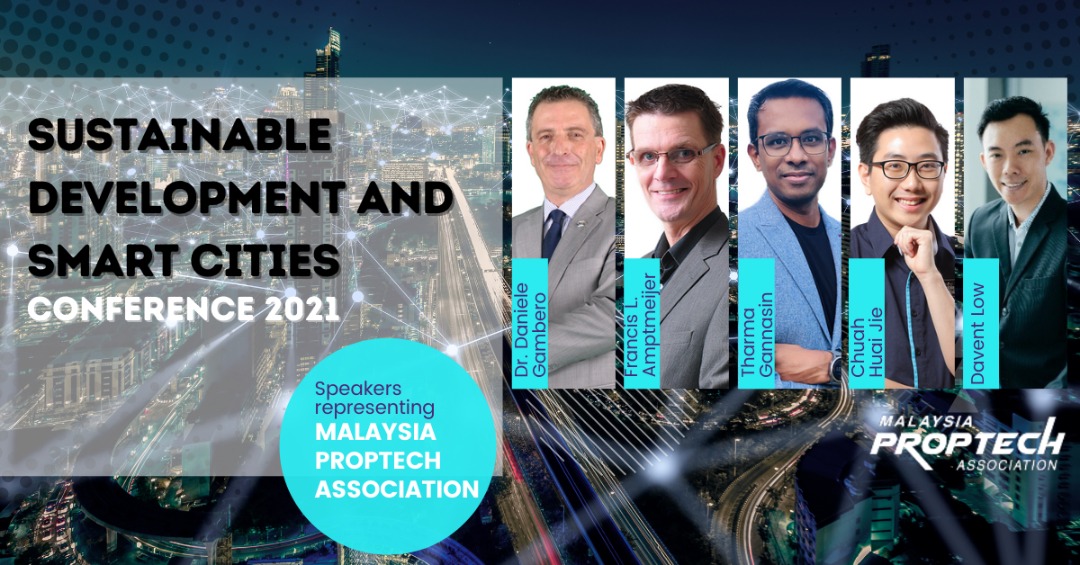 SUSTAINABLE
DEVELOPMENT AND
SMART CITIES
CONFERENCE 2021
Speakers
representing
MALAYSIA
PROPTECH
ASSOCIATION
Dr. Daniele
Gambero
Francis L.
Amptmeijer
Tharma
Gannasin
Chuah
Huai Jie
Davent Low
MALAYSIA
PROPTECH
ASSOCIATION